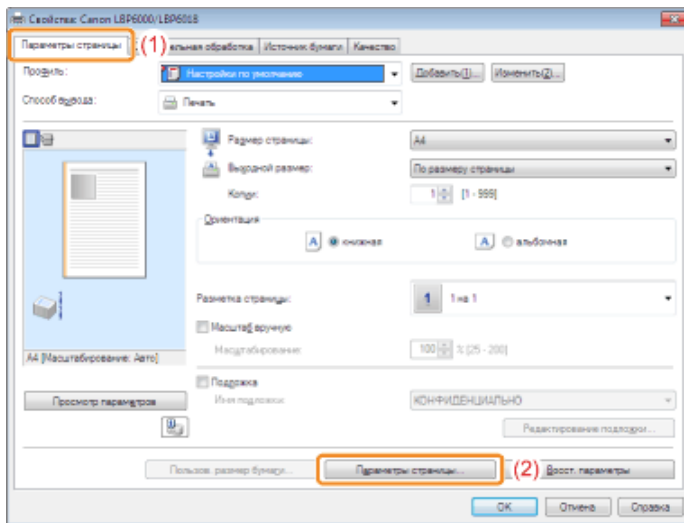 Свойства: Canon LBP6000/LBP6018
Параметры страницы (1) ельная обработка Источник бумаги Качество
Профиль: Настройки по умолчанию Добавить(1)... Изменить(2)...
Способ вывода: Печать
Размер страницы: A4
Выходной размер: По размеру страницы
Копии: 1 [1 - 999]
Ориентация
A книжная A альбомная
Разметка страницы: 1 1 на 1
Масштаб вручную
Масштабирование: 100 % [25 - 200]
A4 [Масштабирование: Авто]
Подложка
Имя подложки: КОНФИДЕНЦИАЛЬНО
Просмотр параметров
Редактирование подложки...
Пользов. размер бумаги... Параметры страницы... (2) Восст. параметры
OK Отмена Справка